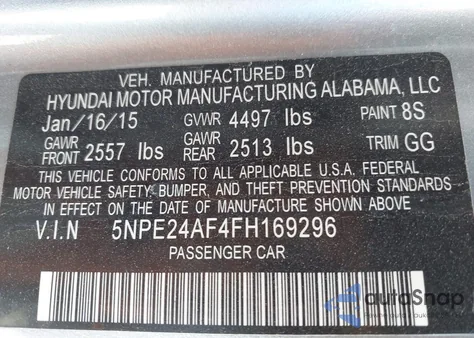 VEH. MANUFACTURED BY
HYUNDAI MOTOR MANUFACTURING ALABAMA, LLC
Jan/16/15 GVWR 4497 lbs PAINT 8S
GAWR FRONT 2557 lbs GAWR REAR 2513 lbs TRIM GG
THIS VEHICLE CONFORMS TO ALL APPLICABLE U.S.A. FEDERAL
MOTOR VEHICLE SAFETY, BUMPER, AND THEFT PREVENTION
STANDARDS IN EFFECT ON THE DATE OF MANUFACTURE SHOWN ABOVE.
V.I.N 5NPE24AF4FH169296
PASSENGER CAR
autoSnap